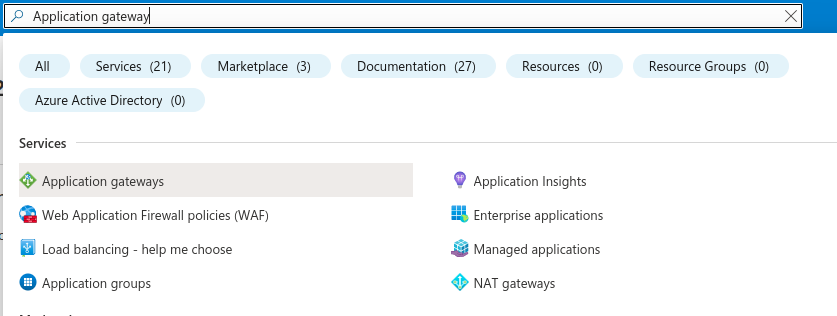 Application gateway
All Services (21) Marketplace (3) Documentation (27) Resources (0) Resource Groups (0)
Azure Active Directory (0)
Services
Application gateways
Web Application Firewall policies (WAF)
Load balancing - help me choose
Application groups
Application Insights
Enterprise applications
Managed applications
NAT gateways